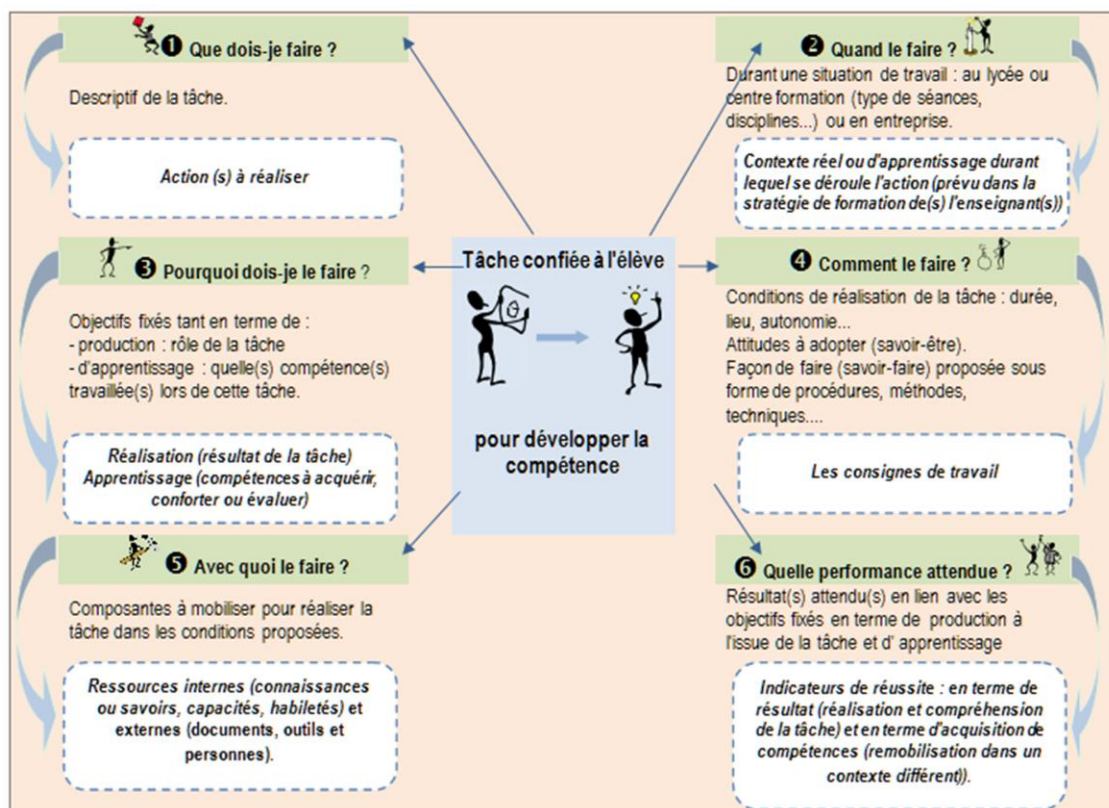 ❶ Que dois-je faire ?
Descriptif de la tâche.
Action (s) à réaliser
❷ Quand le faire ?
Durant une situation de travail : au lycée ou
centre formation (type de séances,
disciplines...) ou en entreprise.
Contexte réel ou d'apprentissage durant
lequel se déroule l'action (prévu dans la
stratégie de formation de(s) l'enseignant(s))
Tâche confiée à l'élève
pour développer la
compétence
❸ Pourquoi dois-je le faire ?
Objectifs fixés tant en terme de :
- production : rôle de la tâche
- d'apprentissage : quelle(s) compétence(s)
travaillée(s) lors de cette tâche.
Réalisation (résultat de la tâche)
Apprentissage (compétences à acquérir,
conforter ou évaluer)
❹ Comment le faire ?
Conditions de réalisation de la tâche : durée,
lieu, autonomie...
Attitudes à adopter (savoir-être).
Façon de faire (savoir-faire) proposée sous
forme de procédures, méthodes,
techniques....
Les consignes de travail
❺ Avec quoi le faire ?
Composantes à mobiliser pour réaliser la
tâche dans les conditions proposées.
Ressources internes (connaissances
ou savoirs, capacités, habiletés) et
externes (documents, outils et
personnes).
❻ Quelle performance attendue ?
Résultat(s) attendu(s) en lien avec les
objectifs fixés en terme de production à
l'issue de la tâche et d' apprentissage
Indicateurs de réussite : en terme de
résultat (réalisation et compréhension
de la tâche) et en terme d'acquisition de
compétences (remobilisation dans un
contexte différent)).